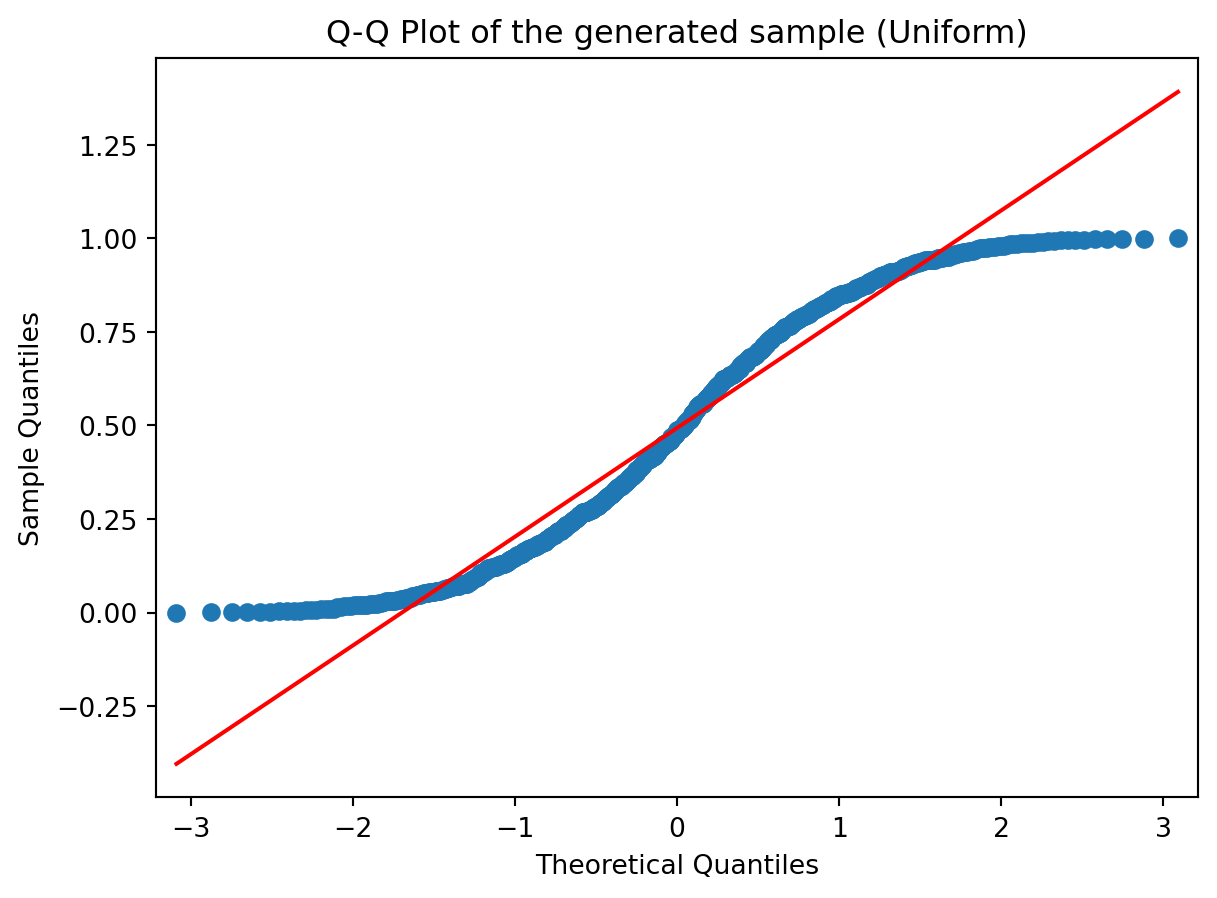 Q-Q Plot of the generated sample (Uniform)
1.25
1.00
0.75
0.50
0.25
0.00
−0.25
Sample Quantiles
−3 −2 −1 0 1 2 3
Theoretical Quantiles